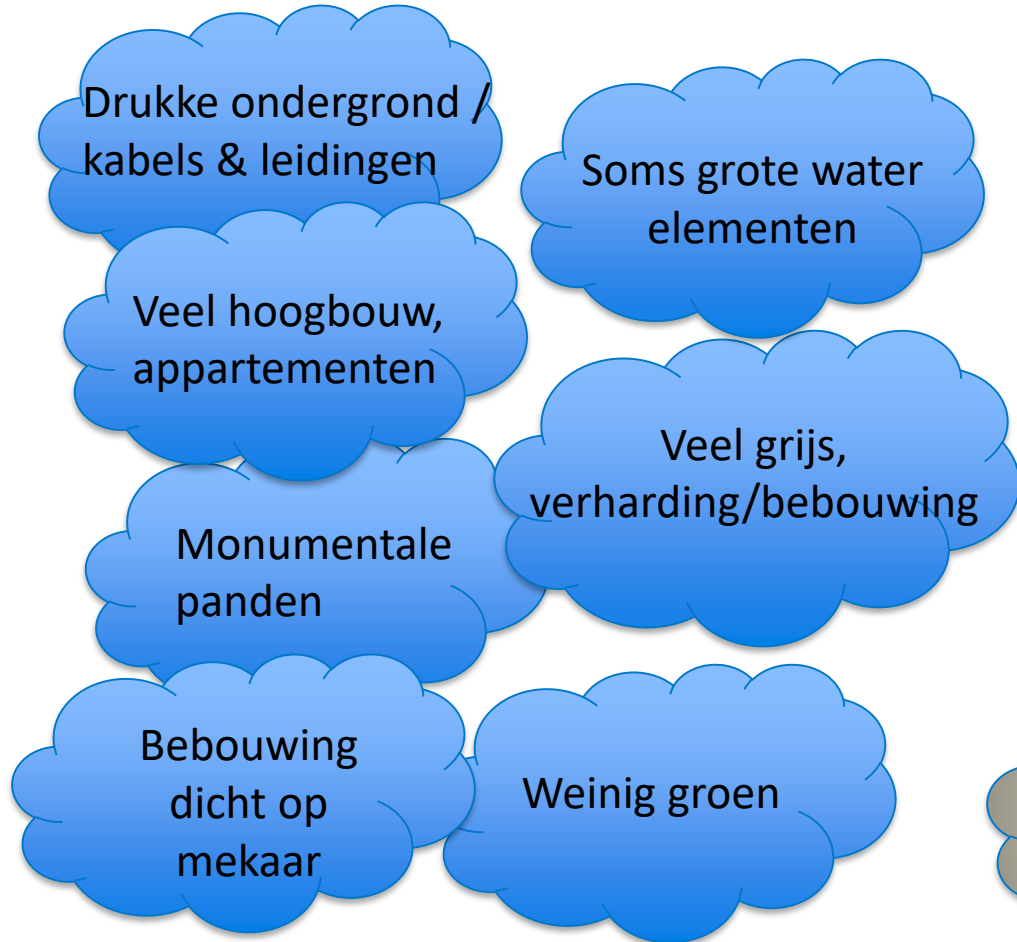 Drukke ondergrond /
kabels & leidingen
Soms grote water
elementen
Veel hoogbouw,
appartementen
Veel grijs,
verharding/bebouwing
Monumentale
panden
Bebouwing
dicht op
mekaar
Weinig groen